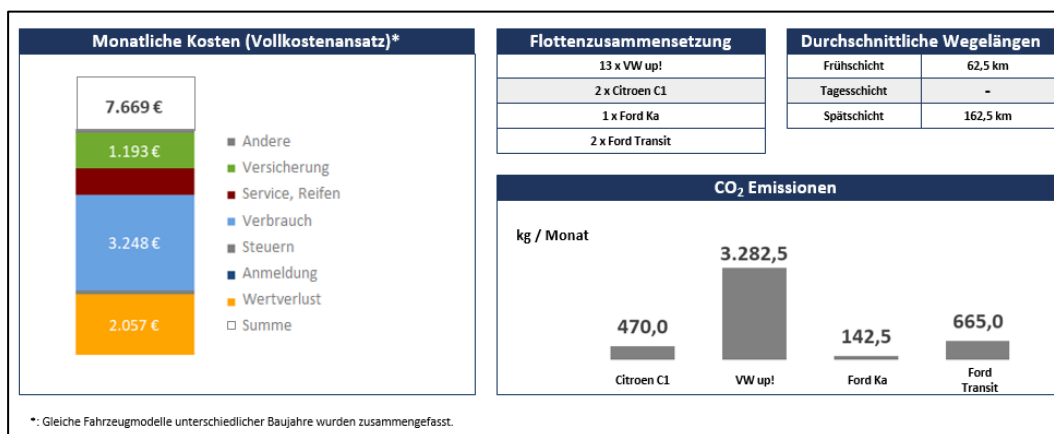 Monatliche Kosten (Vollkostenansatz)*
7.669 €
1.193 €
3.248 €
2.057 €
Andere
Versicherung
Service, Reifen
Verbrauch
Steuern
Anmeldung
Wertverlust
Summe
Flottenzusammensetzung
13 x VW up!
2 x Citroen C1
1 x Ford Ka
2 x Ford Transit
Durchschnittliche Wegelängen
Frühschicht 62,5 km
Tagesschicht -
Spätschicht 162,5 km
CO₂ Emissionen
kg / Monat
470,0
3.282,5
142,5
665,0
Citroen C1
VW up!
Ford Ka
Ford
Transit
*: Gleiche Fahrzeugmodelle unterschiedlicher Baujahre wurden zusammengefasst.